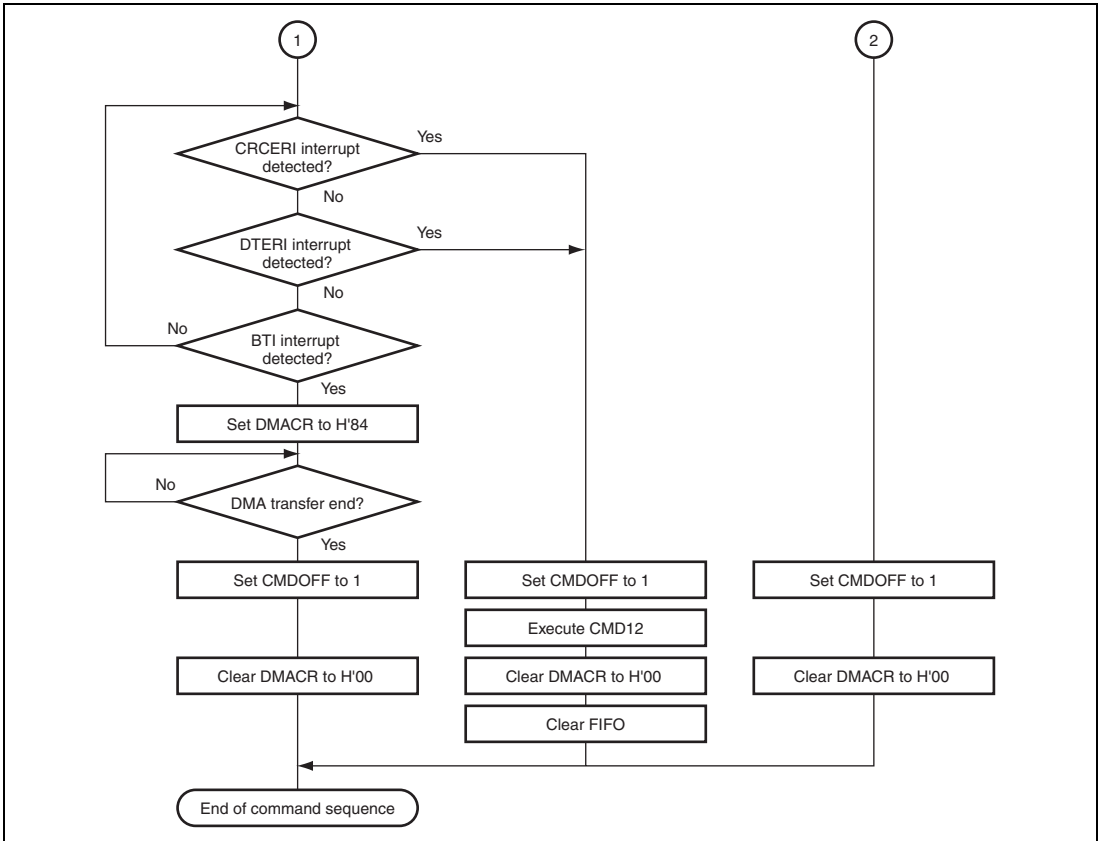 1
2
CRCERI interrupt
detected?
Yes
No
DTERI interrupt
detected?
Yes
No
BTI interrupt
detected?
No
Yes
Set DMACR to H'84
DMA transfer end?
No
Yes
Set CMDOFF to 1
Set CMDOFF to 1
Set CMDOFF to 1
Execute CMD12
Clear DMACR to H'00
Clear DMACR to H'00
Clear DMACR to H'00
Clear FIFO
End of command sequence